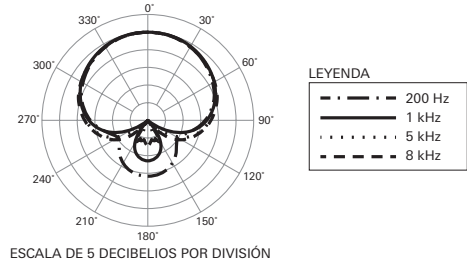 0˚
330˚ 30˚
300˚ 60˚
270˚ 90˚
240˚ 120˚
210˚ 150˚
180˚
ESCALA DE 5 DECIBELIOS POR DIVISIÓN
LEYENDA
200 Hz
1 kHz
5 kHz
8 kHz